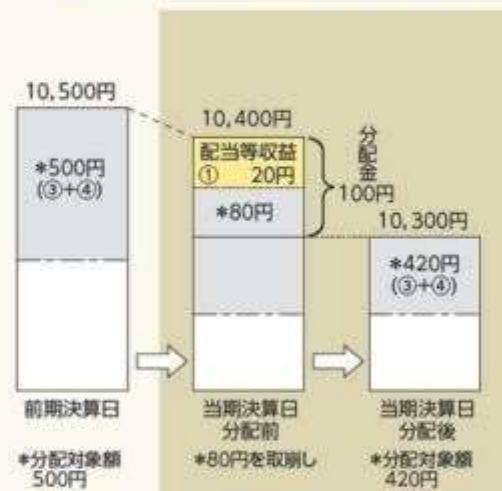 10,500円
*500円
(③+④)
前期決算日
*分配対象額
500円
10,400円
配当等収益
① 20円
*80円
分配金
100円
当期決算日
分配前
*80円を取崩し
10,300円
*420円
(③+④)
当期決算日
分配後
*分配対象額
420円